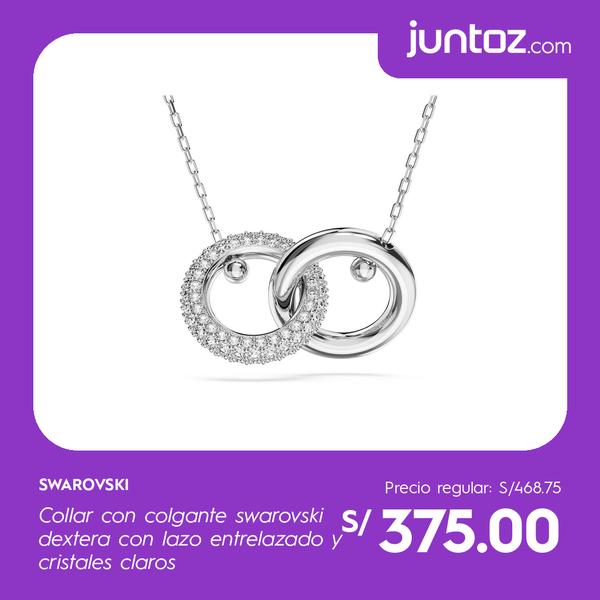 juntoz.com
SWAROVSKI
Collar con colgante swarovski
dextera con lazo entrelazado y
cristales claros
Precio regular: S/468.75
S/ 375.00